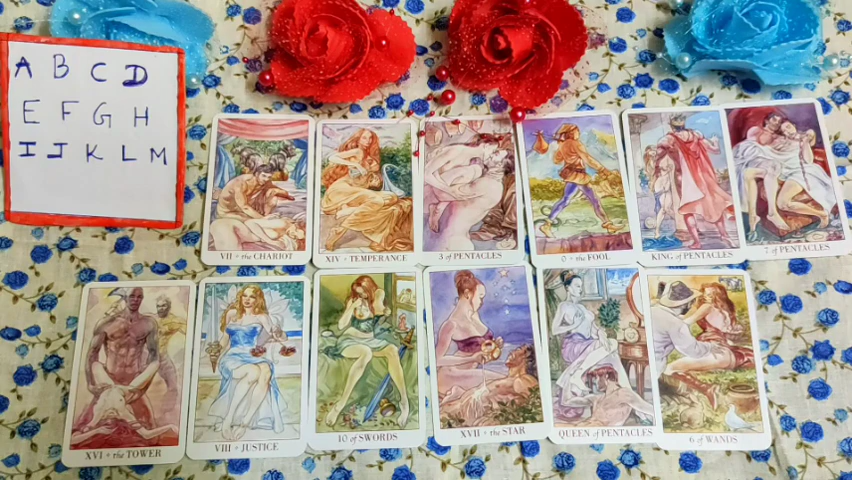 A B C D
E F G H
I J K L M
VII • the CHARIOT
XIV • TEMPERANCE
3 of PENTACLES
0 • the FOOL
KING of PENTACLES
7 of PENTACLES
XVI • the TOWER
VIII • JUSTICE
10 of SWORDS
XVII • the STAR
QUEEN of PENTACLES
6 of WANDS